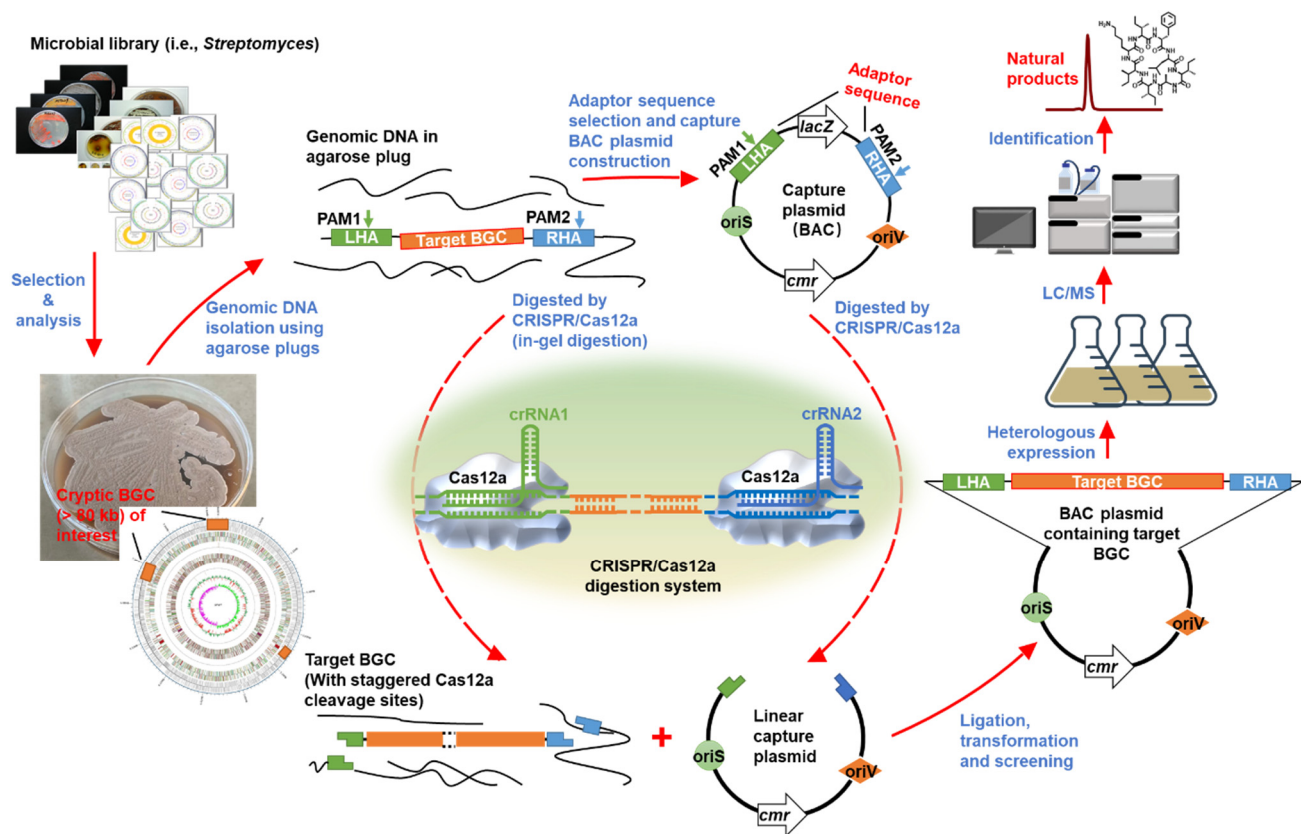 Microbial library (i.e., Streptomyces)
Selection
&
analysis
Genomic DNA
isolation using
agarose plugs
Cryptic BGC
(> 80 kb) of
interest
Genomic DNA in
agarose plug
PAM1
LHA
Target BGC
PAM2
RHA
Adaptor sequence
selection and capture
BAC plasmid
construction
Adaptor
sequence
PAM1
LHA
lacZ
PAM2
RHA
Capture
plasmid
(BAC)
oriS
oriV
cmr
Digested by
CRISPR/Cas12a
(in-gel digestion)
Digested by
CRISPR/Cas12a
crRNA1
Cas12a
crRNA2
Cas12a
CRISPR/Cas12a
digestion system
Target BGC
(With staggered Cas12a
cleavage sites)
+
Linear
capture
plasmid
oriS
oriV
cmr
Ligation,
transformation
and screening
LHA
Target BGC
RHA
BAC plasmid
containing target
BGC
oriS
oriV
cmr
Heterologous
expression
LC/MS
Identification
Natural
products